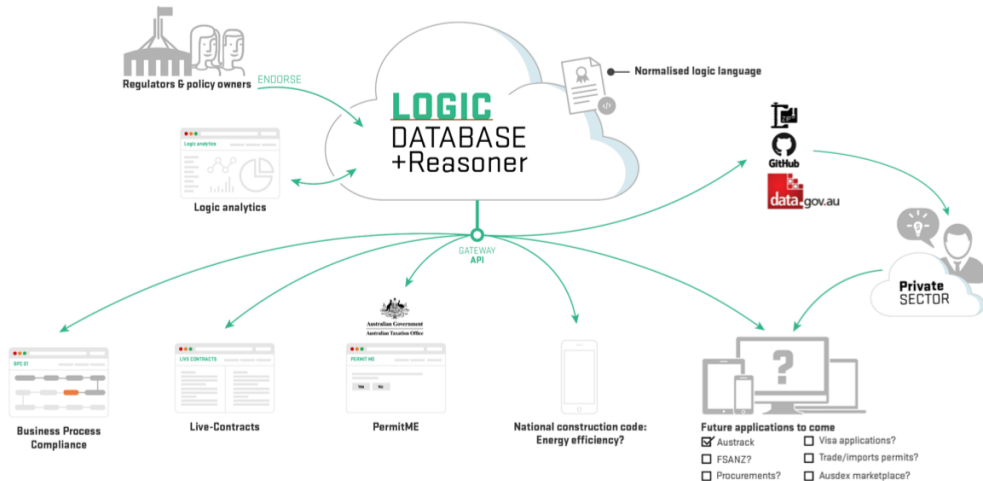 Regulators & policy owners
ENDORSE
LOGIC
DATABASE
+Reasoner
Normalised logic language
</>
Logic analytics
Logic analytics
GATEWAY
API
GitHub
data.gov.au
Private
SECTOR
Australian Government
Australian Taxation Office
BPC 01
Business Process
Compliance
LIVE CONTRACTS
Live-Contracts
PERMIT ME
Yes
No
PermitME
National construction code:
Energy efficiency?
?
Future applications to come
Austrack
FSANZ?
Procurements?
Visa applications?
Trade/imports permits?
Ausdex marketplace?